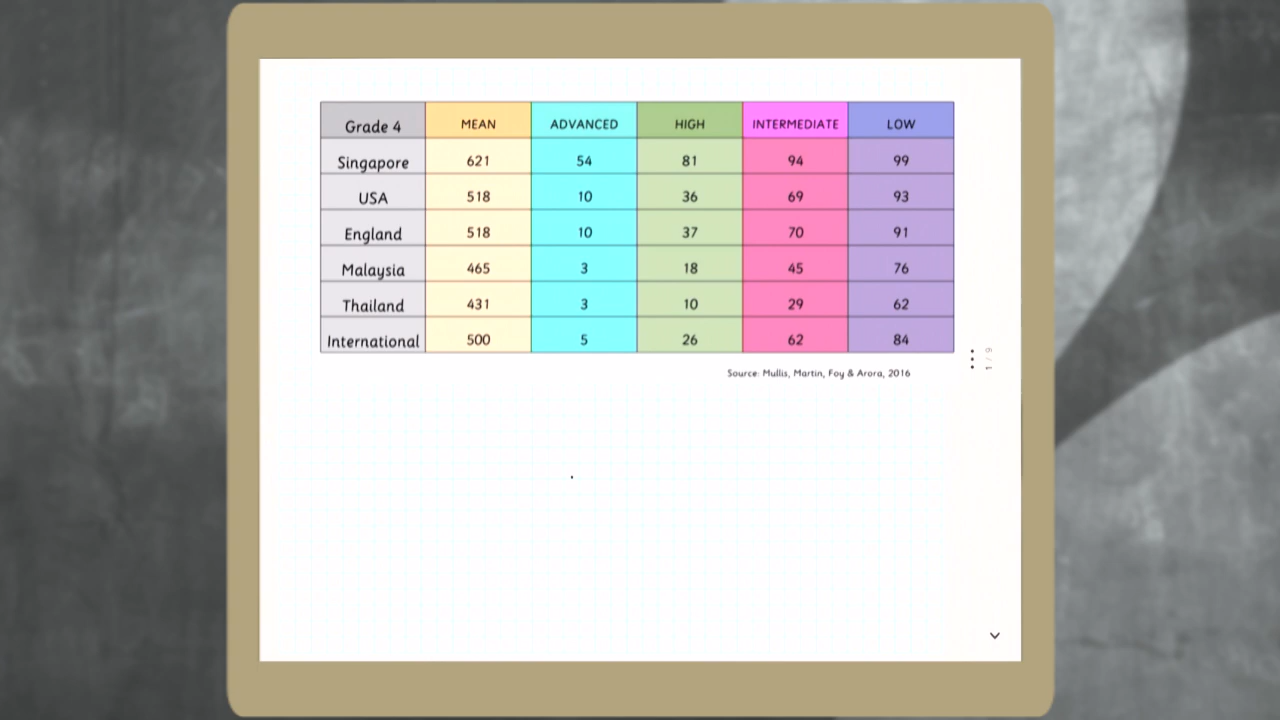 Grade 4 MEAN ADVANCED HIGH INTERMEDIATE LOW
Singapore 621 54 81 94 99
USA 518 10 36 69 93
England 518 10 37 70 91
Malaysia 465 3 18 45 76
Thailand 431 3 10 29 62
International 500 5 26 62 84
Source: Mullis, Martin, Foy & Arora, 2016
1 / 9